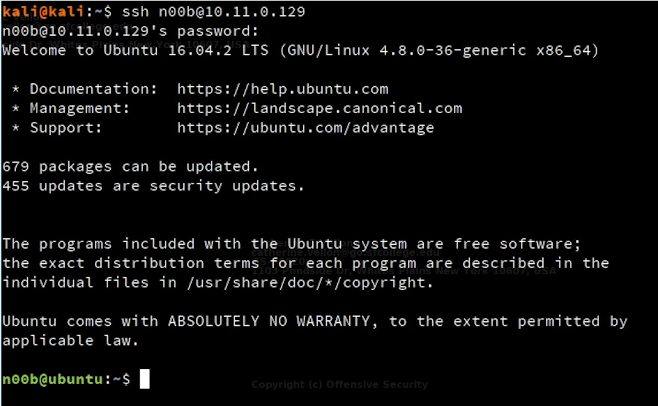 kali@kali:~$ ssh n00b@10.11.0.129
n00b@10.11.0.129's password:
Welcome to Ubuntu 16.04.2 LTS (GNU/Linux 4.8.0-36-generic x86_64)
* Documentation: https://help.ubuntu.com
* Management: https://landscape.canonical.com
* Support: https://ubuntu.com/advantage
679 packages can be updated.
455 updates are security updates.
The programs included with the Ubuntu system are free software;
the exact distribution terms for each program are described in the
Plains New York 10607, USA
individual files in /usr/share/doc/*/copyright.
Ubuntu comes with ABSOLUTELY NO WARRANTY, to the extent permitted by
applicable law.
n00b@ubuntu:~$
Copyright (c) Offensive Security